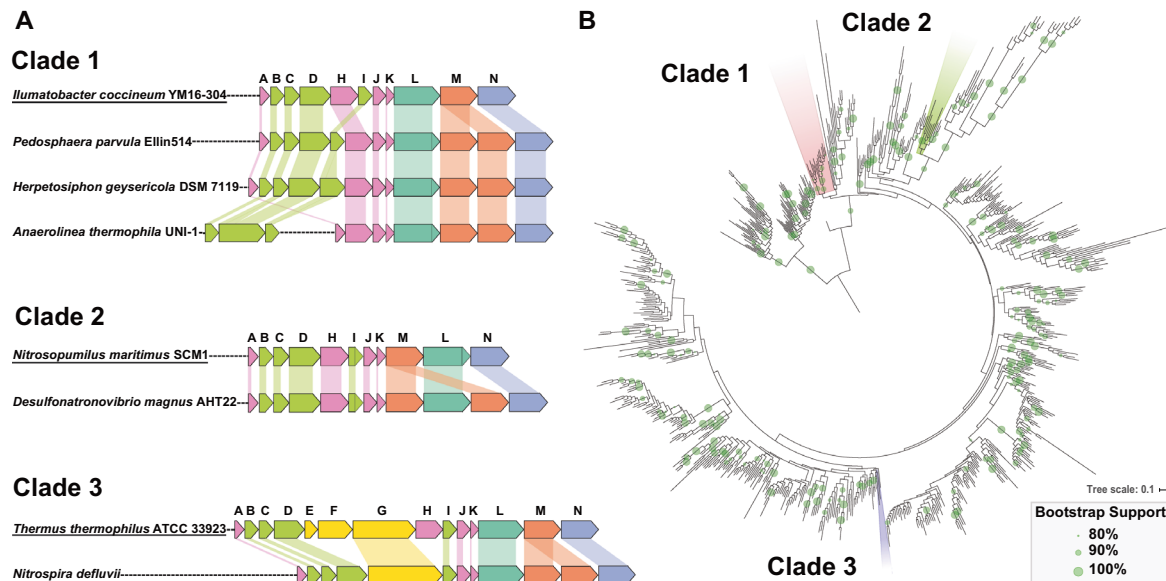 A
Clade 1
A B C D H I J K L M N
Ilumatobacter coccineum YM16-304
Pedosphaera parvula Ellin514
Herpetosiphon geysericola DSM 7119
Anaerolinea thermophila UNI-1
Clade 2
A B C D H I J K M L N
Nitrosopumilus maritimus SCM1
Desulfonatronovibrio magnus AHT22
Clade 3
A B C D E F G H I J K L M N
Thermus thermophilus ATCC 33923
Nitrospira defluvii
B
Clade 2
Clade 1
Clade 3
Tree scale: 0.1
Bootstrap Support
80%
90%
100%